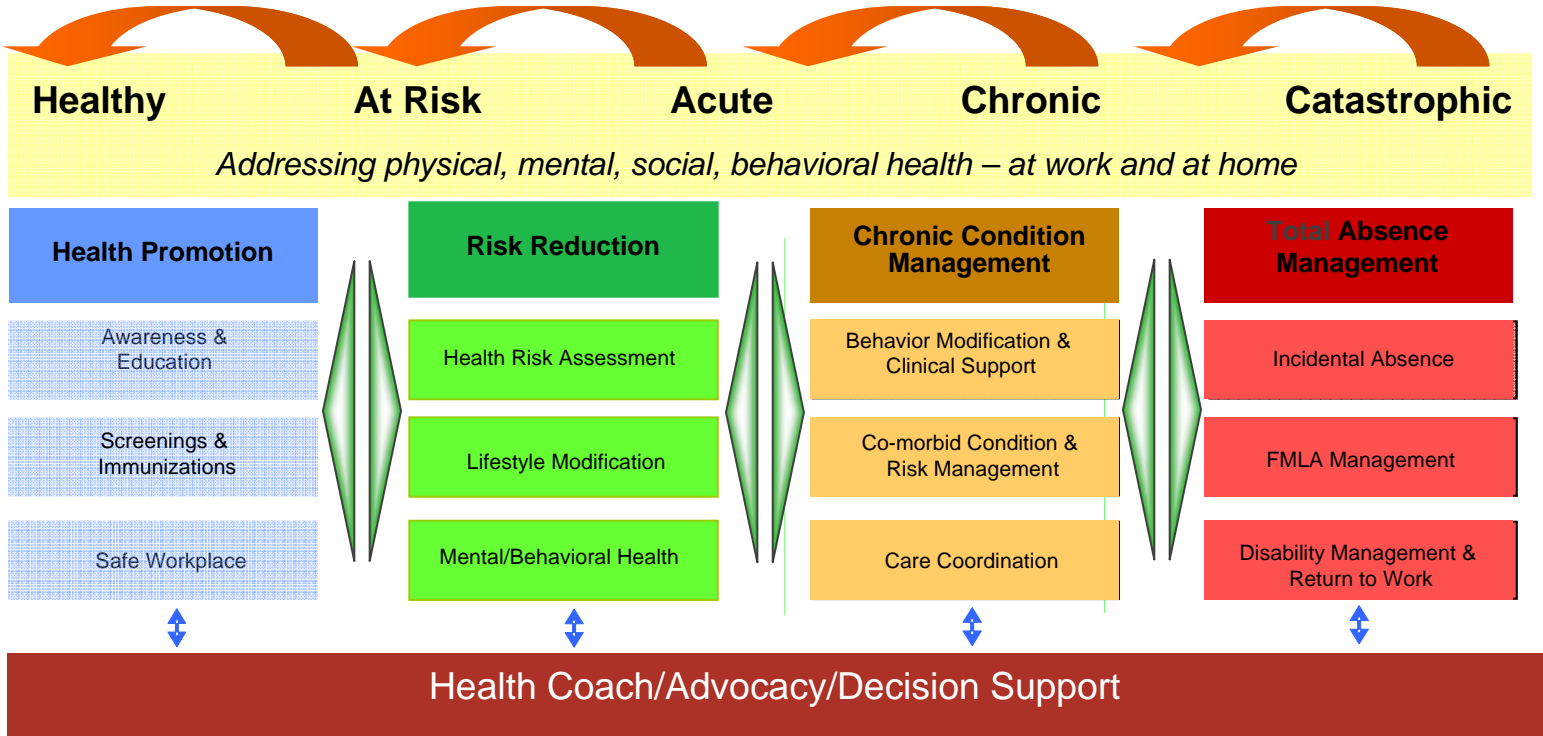 Healthy At Risk Acute Chronic Catastrophic
Addressing physical, mental, social, behavioral health – at work and at home
Health Promotion
Awareness &
Education
Screenings &
Immunizations
Safe Workplace
Risk Reduction
Health Risk Assessment
Lifestyle Modification
Mental/Behavioral Health
Chronic Condition
Management
Behavior Modification &
Clinical Support
Co-morbid Condition &
Risk Management
Care Coordination
Total Absence
Management
Incidental Absence
FMLA Management
Disability Management &
Return to Work
Health Coach/Advocacy/Decision Support